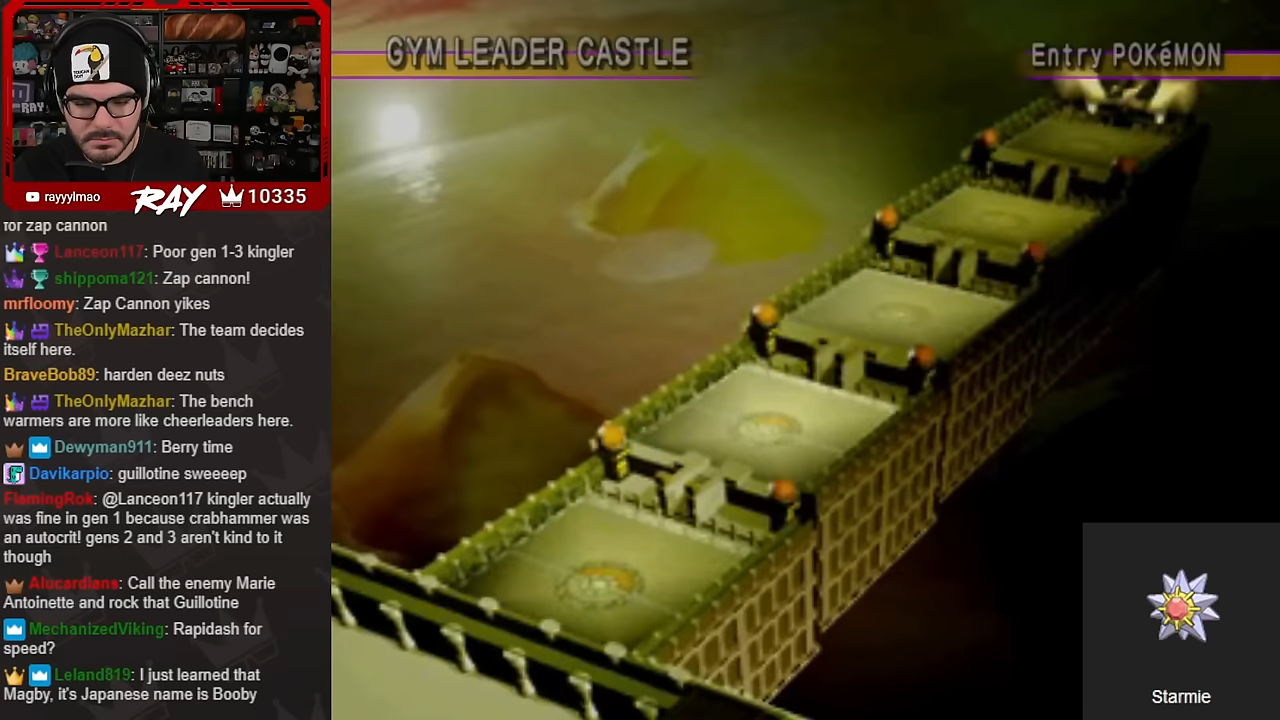 GYM LEADER CASTLE
Entry POKéMON
TOUCAN
RAY
rayyylmao
RAY
10335
for zap cannon
Lanceon117: Poor gen 1-3 kingler
shippoma121: Zap cannon!
mrfloomy: Zap Cannon yikes
TheOnlyMazhar: The team decides
itself here.
BraveBob89: harden deez nuts
TheOnlyMazhar: The bench
warmers are more like cheerleaders here.
Dewyman911: Berry time
Davikarpio: guillotine sweeeep
FlamingRok: @Lanceon117 kingler actually
was fine in gen 1 because crabhammer was
an autocrit! gens 2 and 3 aren't kind to it
though
Alucardians: Call the enemy Marie
Antoinette and rock that Guillotine
MechanizedViking: Rapidash for
speed?
Leland819: I just learned that
Magby, it's Japanese name is Booby
Starmie